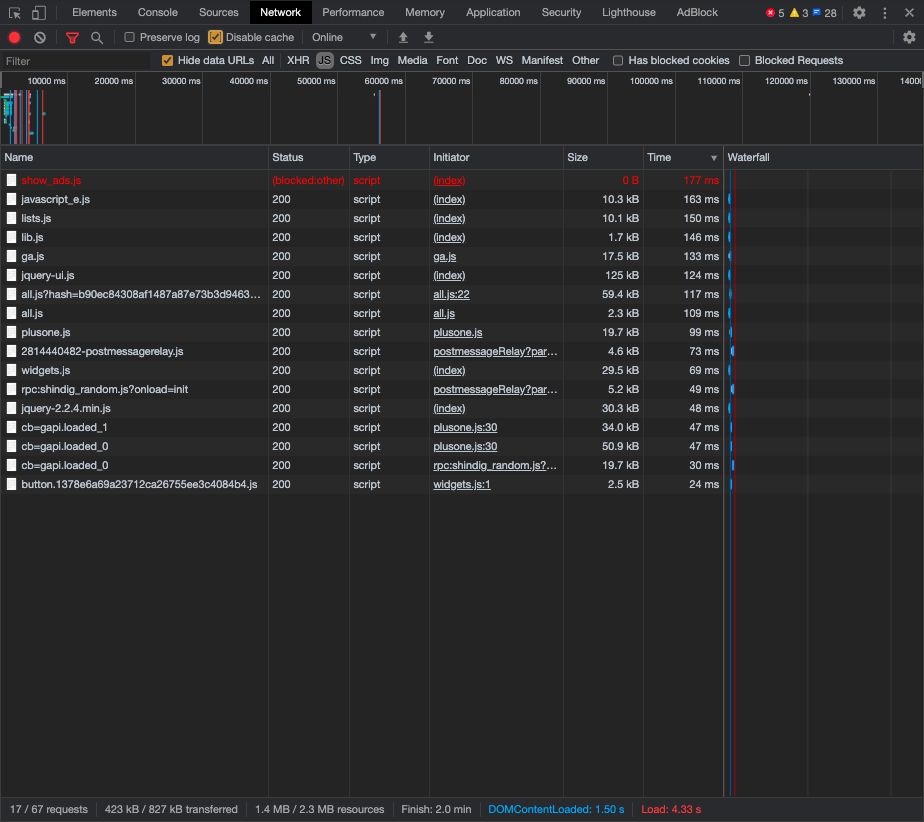 Elements Console Sources Network Performance Memory Application Security Lighthouse AdBlock 5 3 28
Preserve log Disable cache Online
Filter Hide data URLs All XHR JS CSS Img Media Font Doc WS Manifest Other Has blocked cookies Blocked Requests
10000 ms 20000 ms 30000 ms 40000 ms 50000 ms 60000 ms 70000 ms 80000 ms 90000 ms 100000 ms 110000 ms 120000 ms 130000 ms 14000
Name Status Type Initiator Size Time Waterfall
show_ads.js (blocked:other) script (index) 0 B 177 ms
javascript_e.js 200 script (index) 10.3 kB 163 ms
lists.js 200 script (index) 10.1 kB 150 ms
lib.js 200 script (index) 1.7 kB 146 ms
ga.js 200 script ga.js 17.5 kB 133 ms
jquery-ui.js 200 script (index) 125 kB 124 ms
all.js?hash=b90ec84308af1487a87e73b3d9463... 200 script all.js:22 59.4 kB 117 ms
all.js 200 script all.js 2.3 kB 109 ms
plusone.js 200 script plusone.js 19.7 kB 99 ms
2814440482-postmessagerelay.js 200 script postmessageRelay?par... 4.6 kB 73 ms
widgets.js 200 script (index) 29.5 kB 69 ms
rpc:shindig_random.js?onload=init 200 script postmessageRelay?par... 5.2 kB 49 ms
jquery-2.2.4.min.js 200 script (index) 30.3 kB 48 ms
cb=gapi.loaded_1 200 script plusone.js:30 34.0 kB 47 ms
cb=gapi.loaded_0 200 script plusone.js:30 50.9 kB 47 ms
cb=gapi.loaded_0 200 script rpc:shindig_random.js?... 19.7 kB 30 ms
button.1378e6a69a23712ca26755ee3c4084b4.js 200 script widgets.js:1 2.5 kB 24 ms
17 / 67 requests 423 kB / 827 kB transferred 1.4 MB / 2.3 MB resources Finish: 2.0 min DOMContentLoaded: 1.50 s Load: 4.33 s